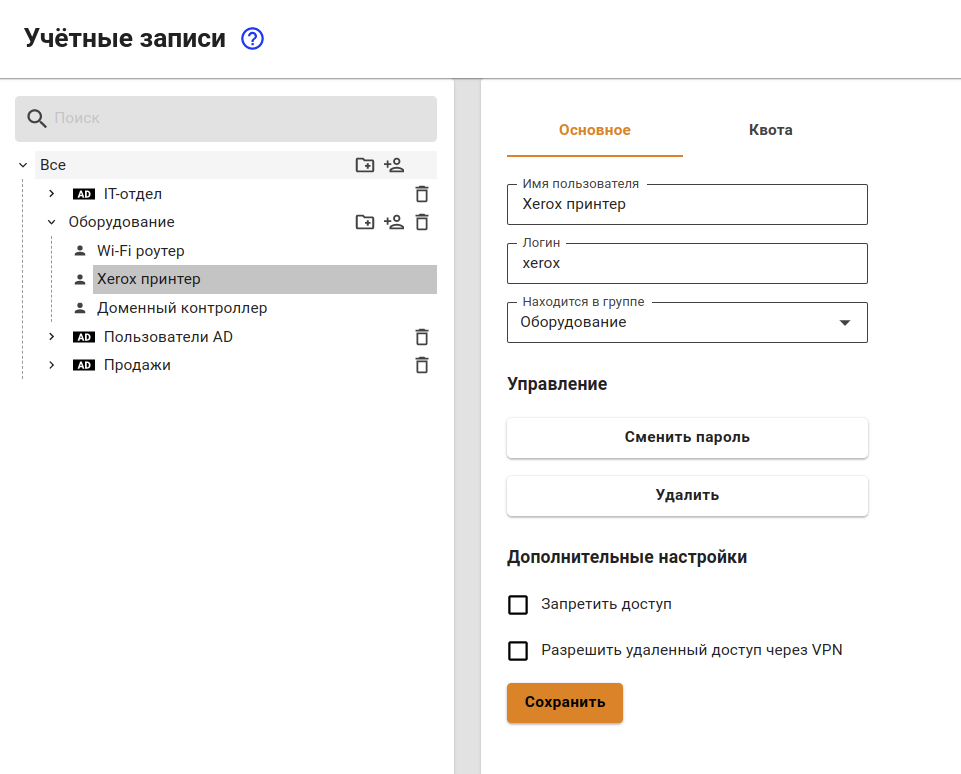 Учётные записи
Поиск
Все
AD IT-отдел
Оборудование
Wi-Fi роутер
Xerox принтер
Доменный контроллер
AD Пользователи AD
AD Продажи
Основное
Квота
Имя пользователя
Xerox принтер
Логин
xerox
Находится в группе
Оборудование
Управление
Сменить пароль
Удалить
Дополнительные настройки
Запретить доступ
Разрешить удаленный доступ через VPN
Сохранить